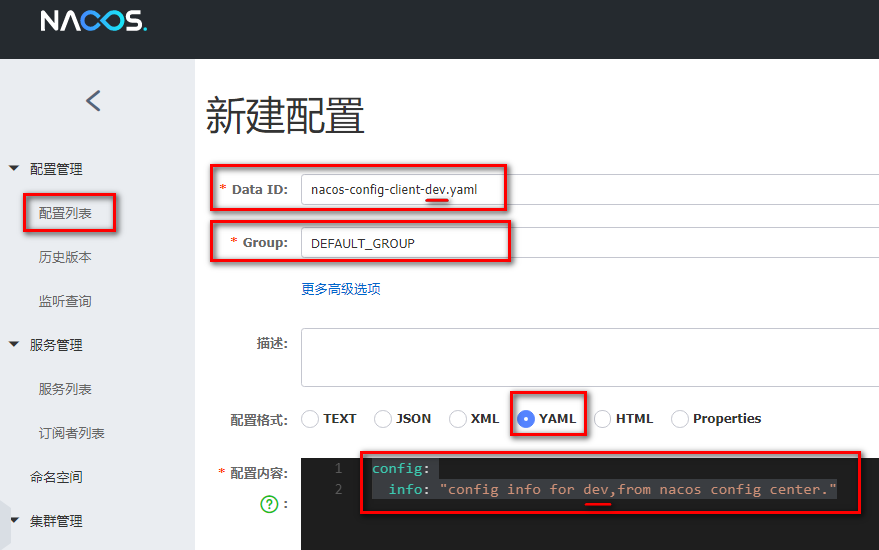 NACOS.
新建配置
配置管理
配置列表
历史版本
监听查询
服务管理
服务列表
订阅者列表
命名空间
集群管理
* Data ID: nacos-config-client-dev.yaml
* Group: DEFAULT_GROUP
更多高级选项
描述:
配置格式: TEXT JSON XML YAML HTML Properties
* 配置内容:
? :
1 config:
2 info: "config info for dev,from nacos config center."